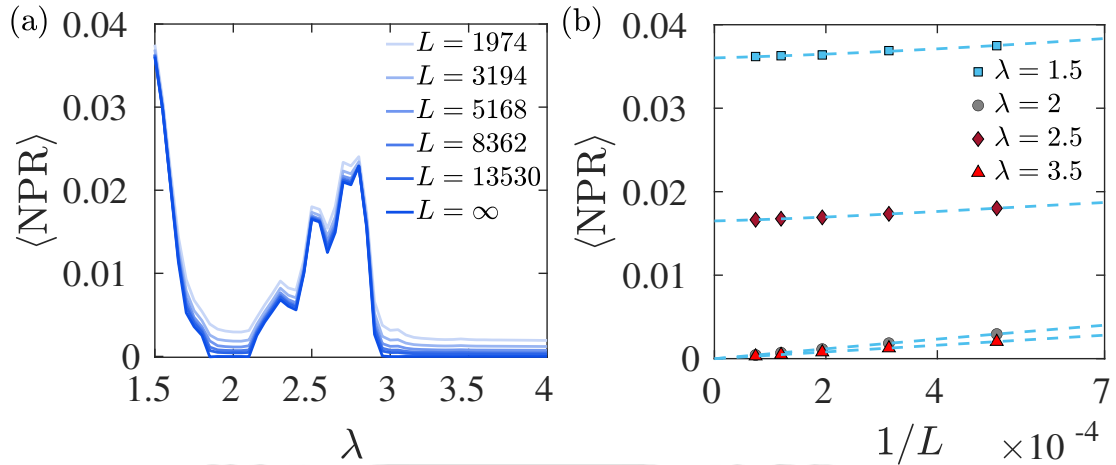 (a)
0.04
0.03
0.02
0.01
0
⟨NPR⟩
1.5
2
2.5
3
3.5
4
λ
L = 1974
L = 3194
L = 5168
L = 8362
L = 13530
L = ∞
(b)
0.04
0.03
0.02
0.01
0
⟨NPR⟩
0
2
4
7
1/L
×10⁻⁴
λ = 1.5
λ = 2
λ = 2.5
λ = 3.5